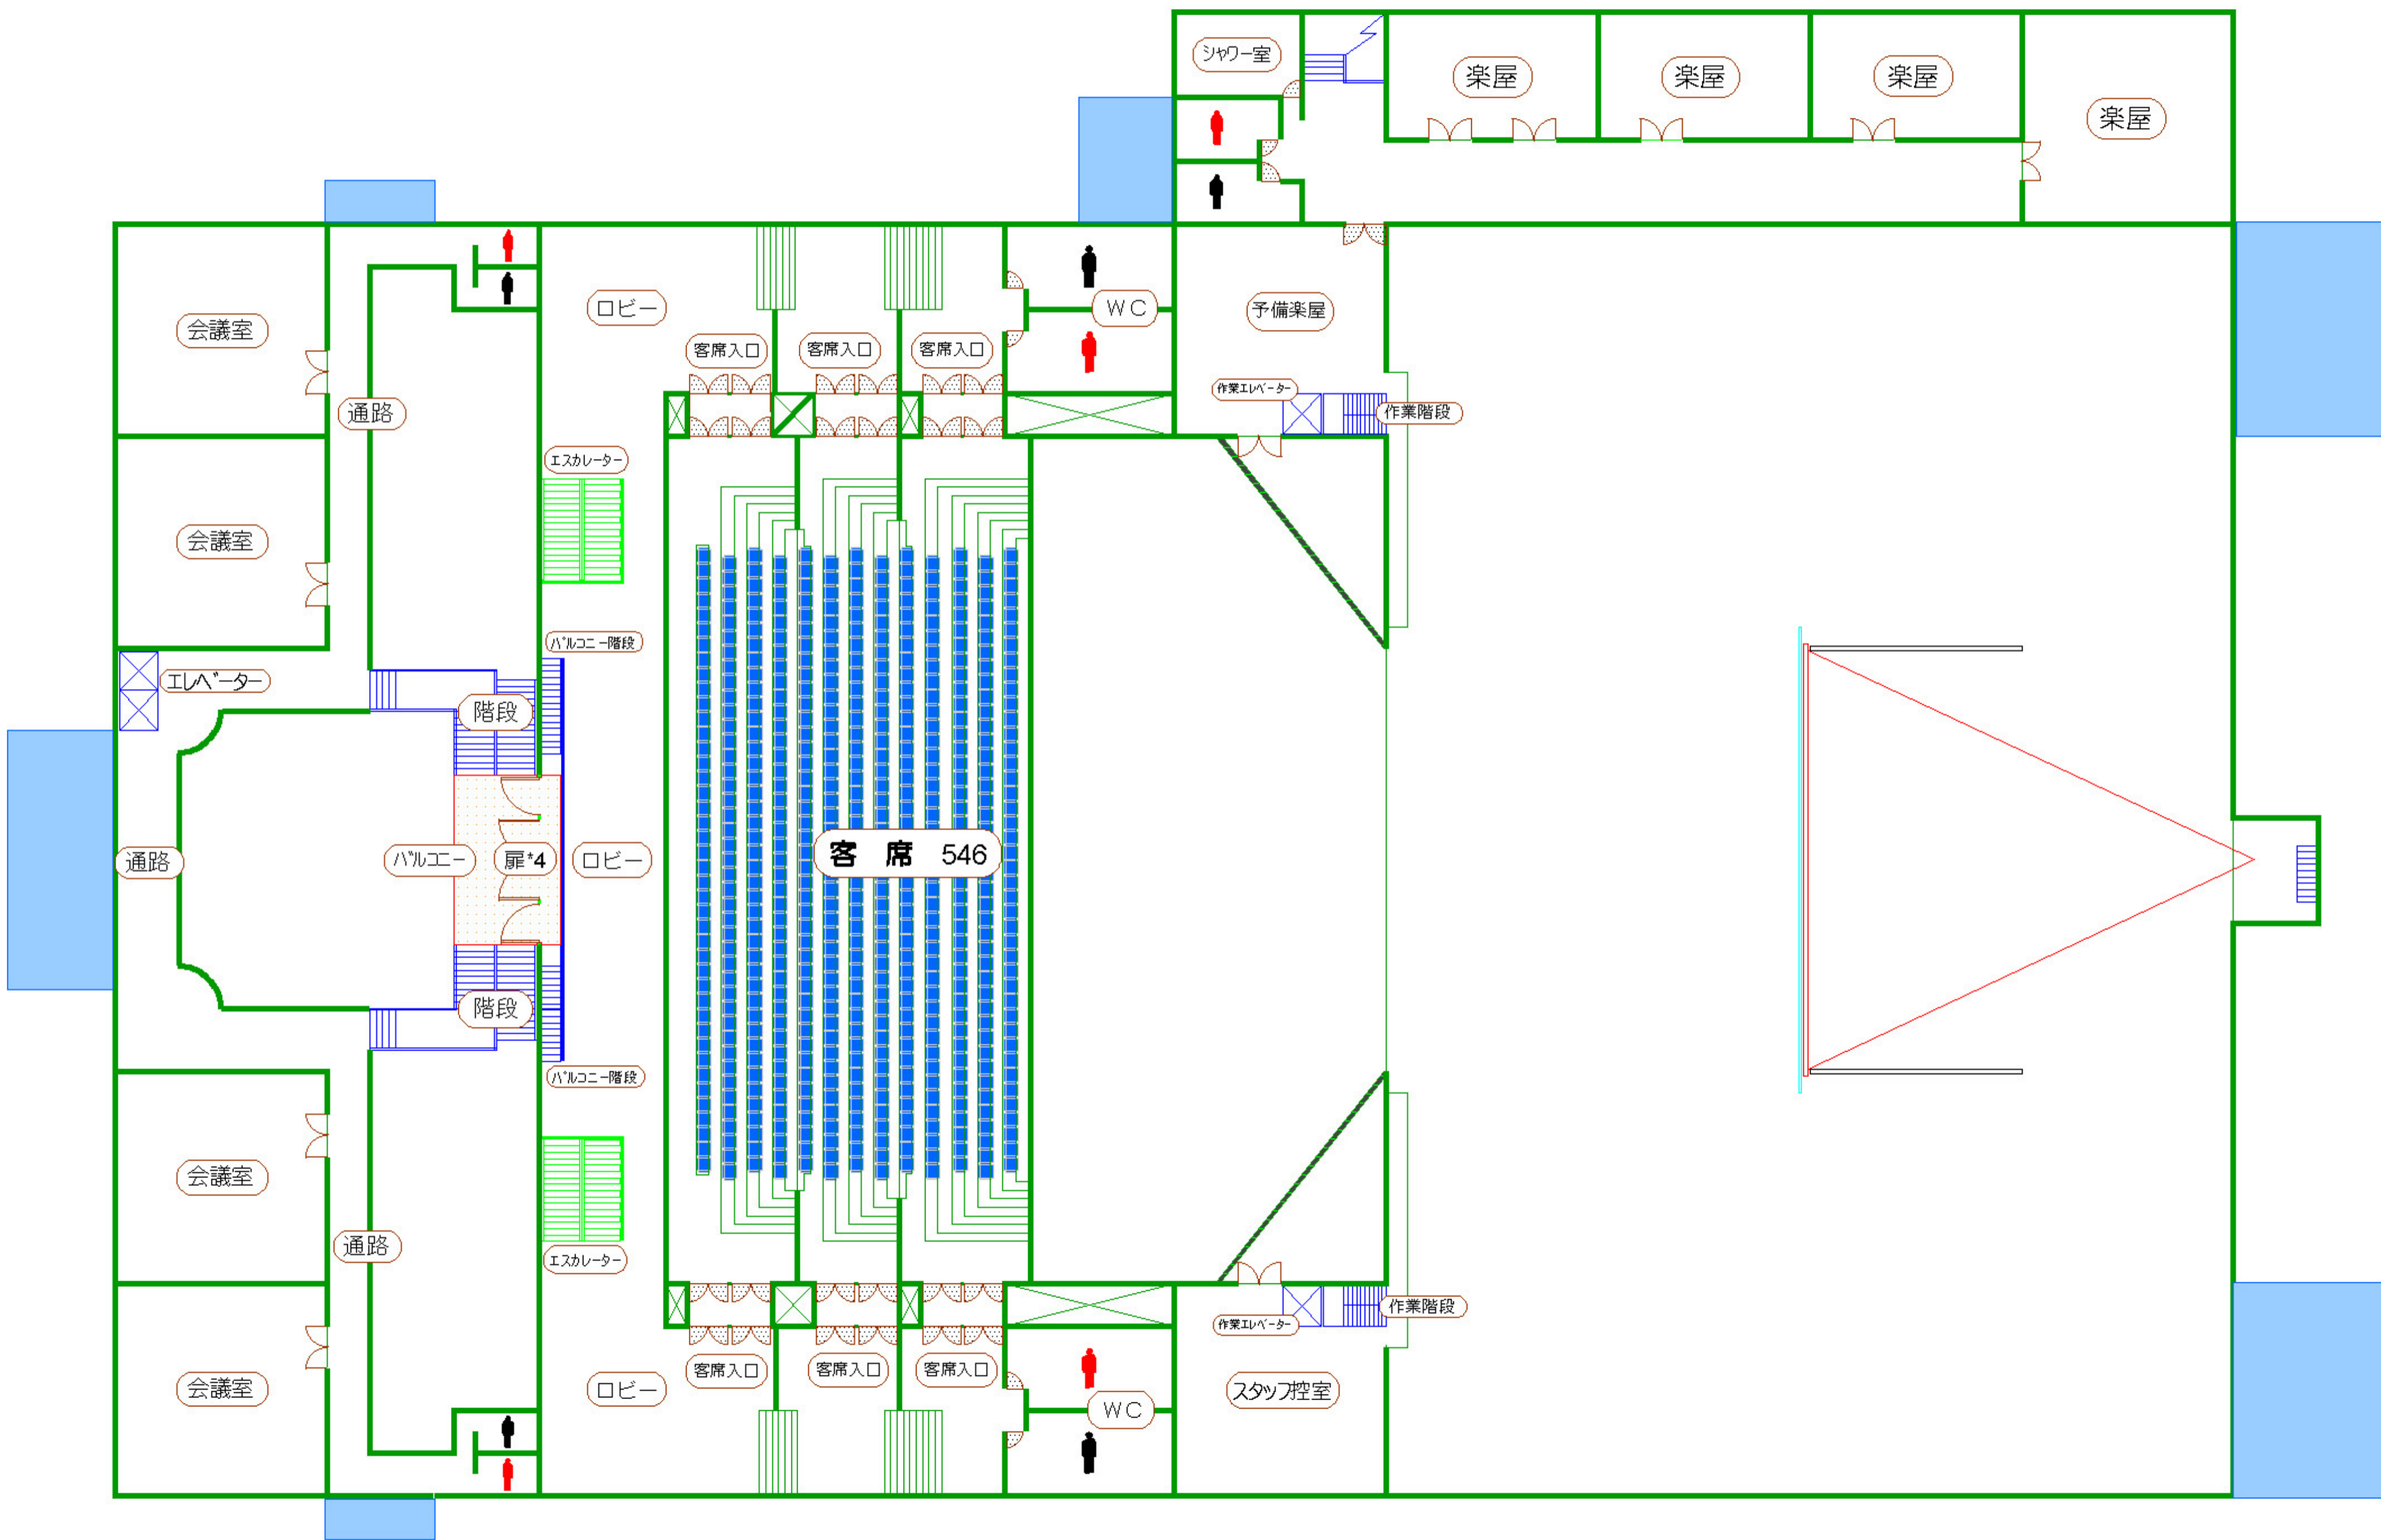 シャワー室
楽屋
楽屋
楽屋
楽屋
会議室
ロビー
WC
予備楽屋
客席入口
客席入口
客席入口
作業エレベーター
作業階段
通路
エスカレーター
会議室
バルコニー階段
エレベーター
階段
通路
バルコニー
扉*4
ロビー
客 席 546
階段
バルコニー階段
会議室
通路
エスカレーター
作業階段
作業エレベーター
客席入口
客席入口
客席入口
会議室
ロビー
WC
スタッフ控室